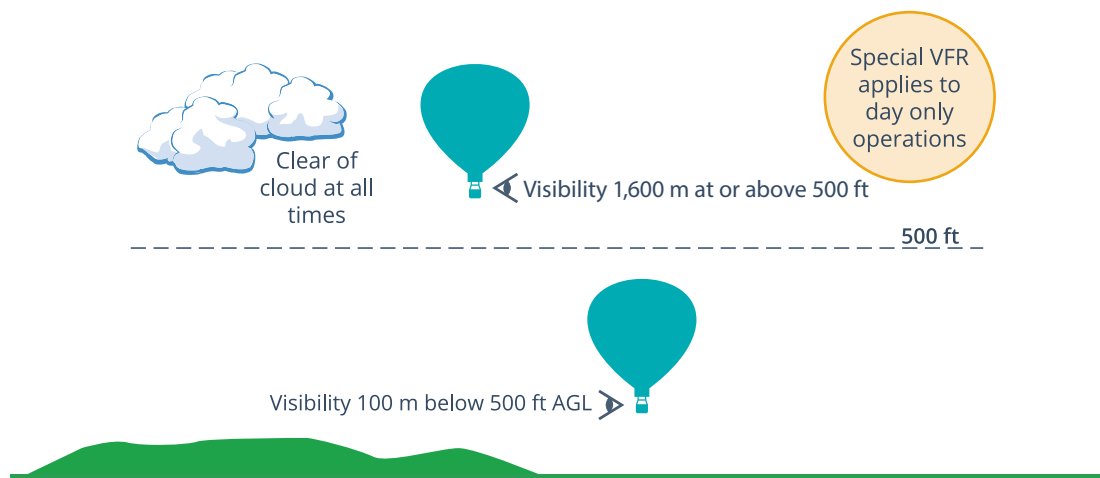 Special VFR
applies to
day only
operations
Clear of
cloud at all
times
Visibility 1,600 m at or above 500 ft
500 ft
Visibility 100 m below 500 ft AGL